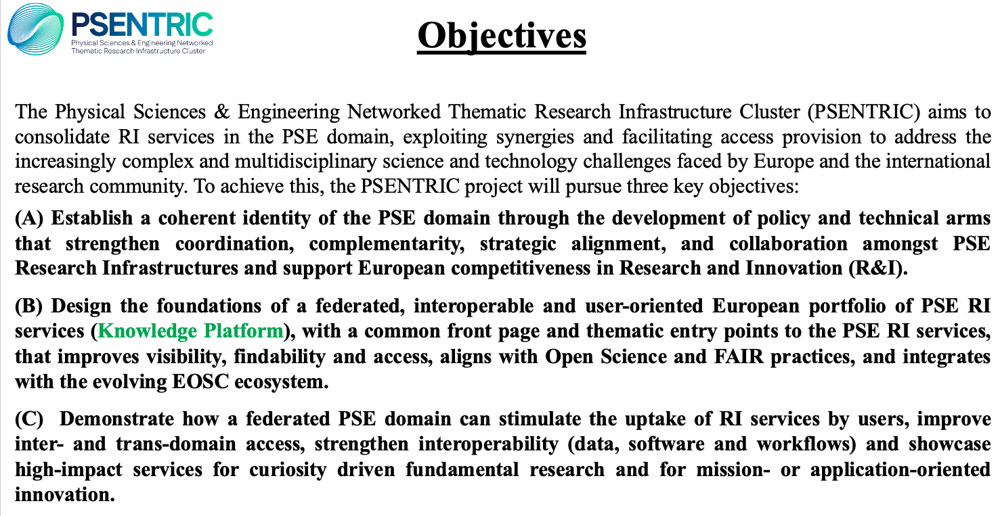 PSENTRIC
Physical Sciences & Engineering Networked
Thematic Research Infrastructure Cluster
Objectives
The Physical Sciences & Engineering Networked Thematic Research Infrastructure Cluster (PSENTRIC) aims to
consolidate RI services in the PSE domain, exploiting synergies and facilitating access provision to address the
increasingly complex and multidisciplinary science and technology challenges faced by Europe and the international
research community. To achieve this, the PSENTRIC project will pursue three key objectives:
(A) Establish a coherent identity of the PSE domain through the development of policy and technical arms
that strengthen coordination, complementarity, strategic alignment, and collaboration amongst PSE
Research Infrastructures and support European competitiveness in Research and Innovation (R&I).
(B) Design the foundations of a federated, interoperable and user-oriented European portfolio of PSE RI
services (Knowledge Platform), with a common front page and thematic entry points to the PSE RI services,
that improves visibility, findability and access, aligns with Open Science and FAIR practices, and integrates
with the evolving EOSC ecosystem.
(C) Demonstrate how a federated PSE domain can stimulate the uptake of RI services by users, improve
inter- and trans-domain access, strengthen interoperability (data, software and workflows) and showcase
high-impact services for curiosity driven fundamental research and for mission- or application-oriented
innovation.